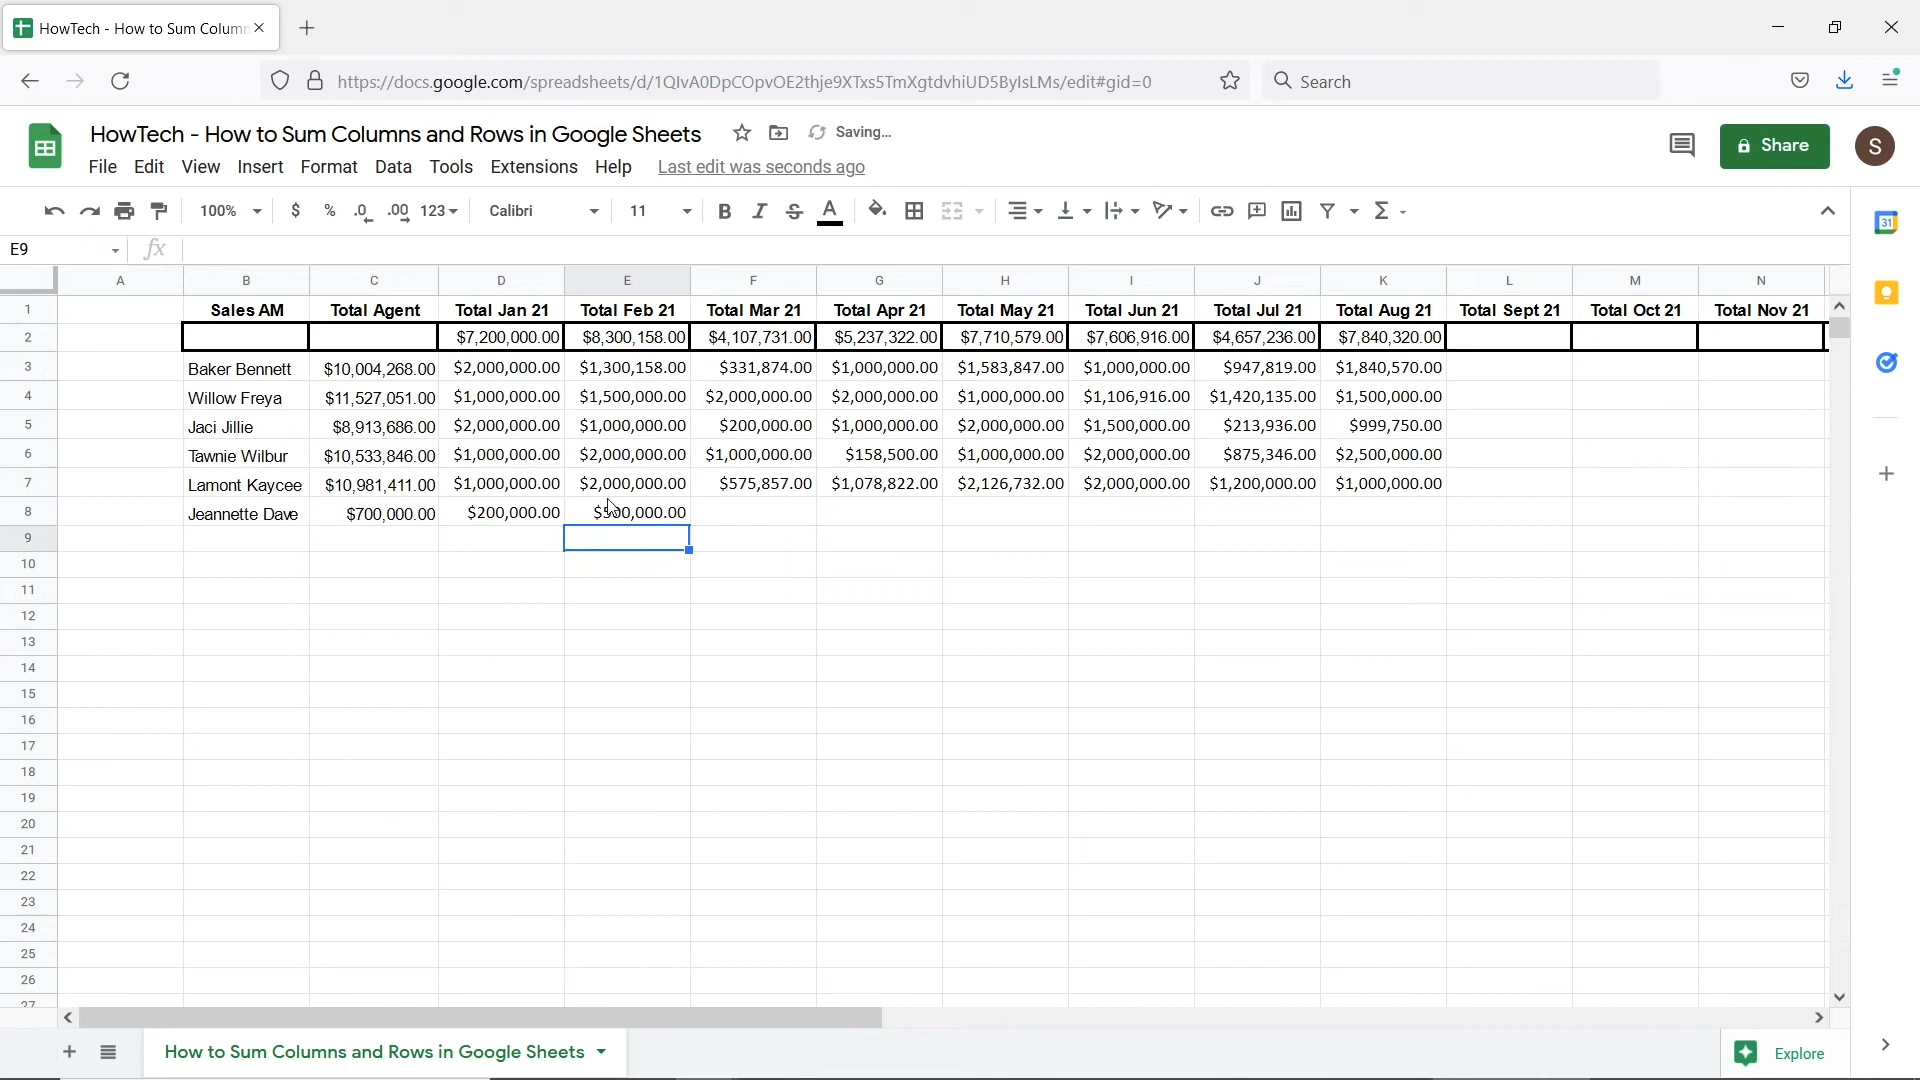 HowTech - How to Sum Column
https://docs.google.com/spreadsheets/d/1QIvA0DpCOpvOE2thje9XTxs5TmXgtdvhiUD5ByIsLMs/edit#gid=0
Search
HowTech - How to Sum Columns and Rows in Google Sheets Saving...
Share
S
File Edit View Insert Format Data Tools Extensions Help Last edit was seconds ago
100% $ % .0 .00 123 Calibri 11 B I S A Σ
31
E9 fx
A B C D E F G H I J K L M N
1 Sales AM Total Agent Total Jan 21 Total Feb 21 Total Mar 21 Total Apr 21 Total May 21 Total Jun 21 Total Jul 21 Total Aug 21 Total Sept 21 Total Oct 21 Total Nov 21
2 $7,200,000.00 $8,300,158.00 $4,107,731.00 $5,237,322.00 $7,710,579.00 $7,606,916.00 $4,657,236.00 $7,840,320.00
3 Baker Bennett $10,004,268.00 $2,000,000.00 $1,300,158.00 $331,874.00 $1,000,000.00 $1,583,847.00 $1,000,000.00 $947,819.00 $1,840,570.00
4 Willow Freya $11,527,051.00 $1,000,000.00 $1,500,000.00 $2,000,000.00 $2,000,000.00 $1,000,000.00 $1,106,916.00 $1,420,135.00 $1,500,000.00
5 Jaci Jillie $8,913,686.00 $2,000,000.00 $1,000,000.00 $200,000.00 $1,000,000.00 $2,000,000.00 $1,500,000.00 $213,936.00 $999,750.00
6 Tawnie Wilbur $10,533,846.00 $1,000,000.00 $2,000,000.00 $1,000,000.00 $158,500.00 $1,000,000.00 $2,000,000.00 $875,346.00 $2,500,000.00
7 Lamont Kaycee $10,981,411.00 $1,000,000.00 $2,000,000.00 $575,857.00 $1,078,822.00 $2,126,732.00 $2,000,000.00 $1,200,000.00 $1,000,000.00
8 Jeannette Dave $700,000.00 $200,000.00 $500,000.00
9
10
11
12
13
14
15
16
17
18
19
20
21
22
23
24
25
26
27
How to Sum Columns and Rows in Google Sheets
Explore